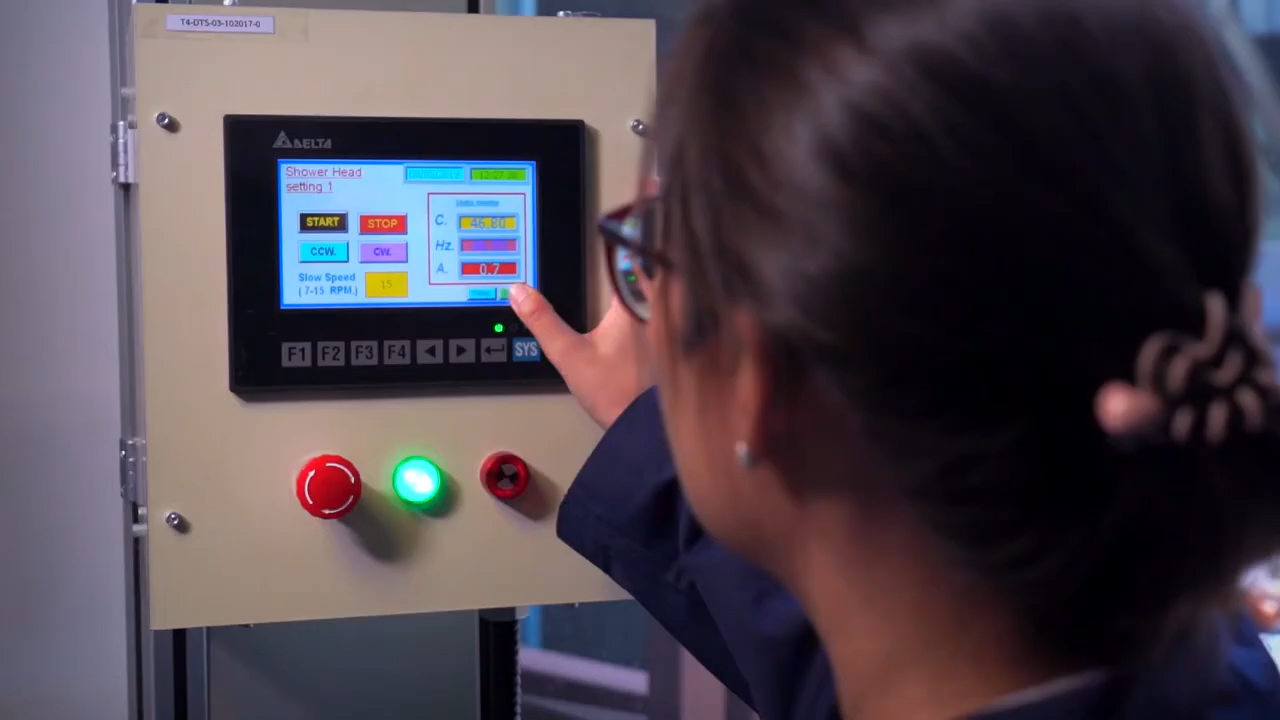 T4-DTS-03-102017-0
DELTA
Shower Head
setting 1
START
STOP
C.
46.80
CCW.
CW.
Hz.
Slow Speed
(7-15 RPM.)
15
A.
0.7
F1
F2
F3
F4
SYS